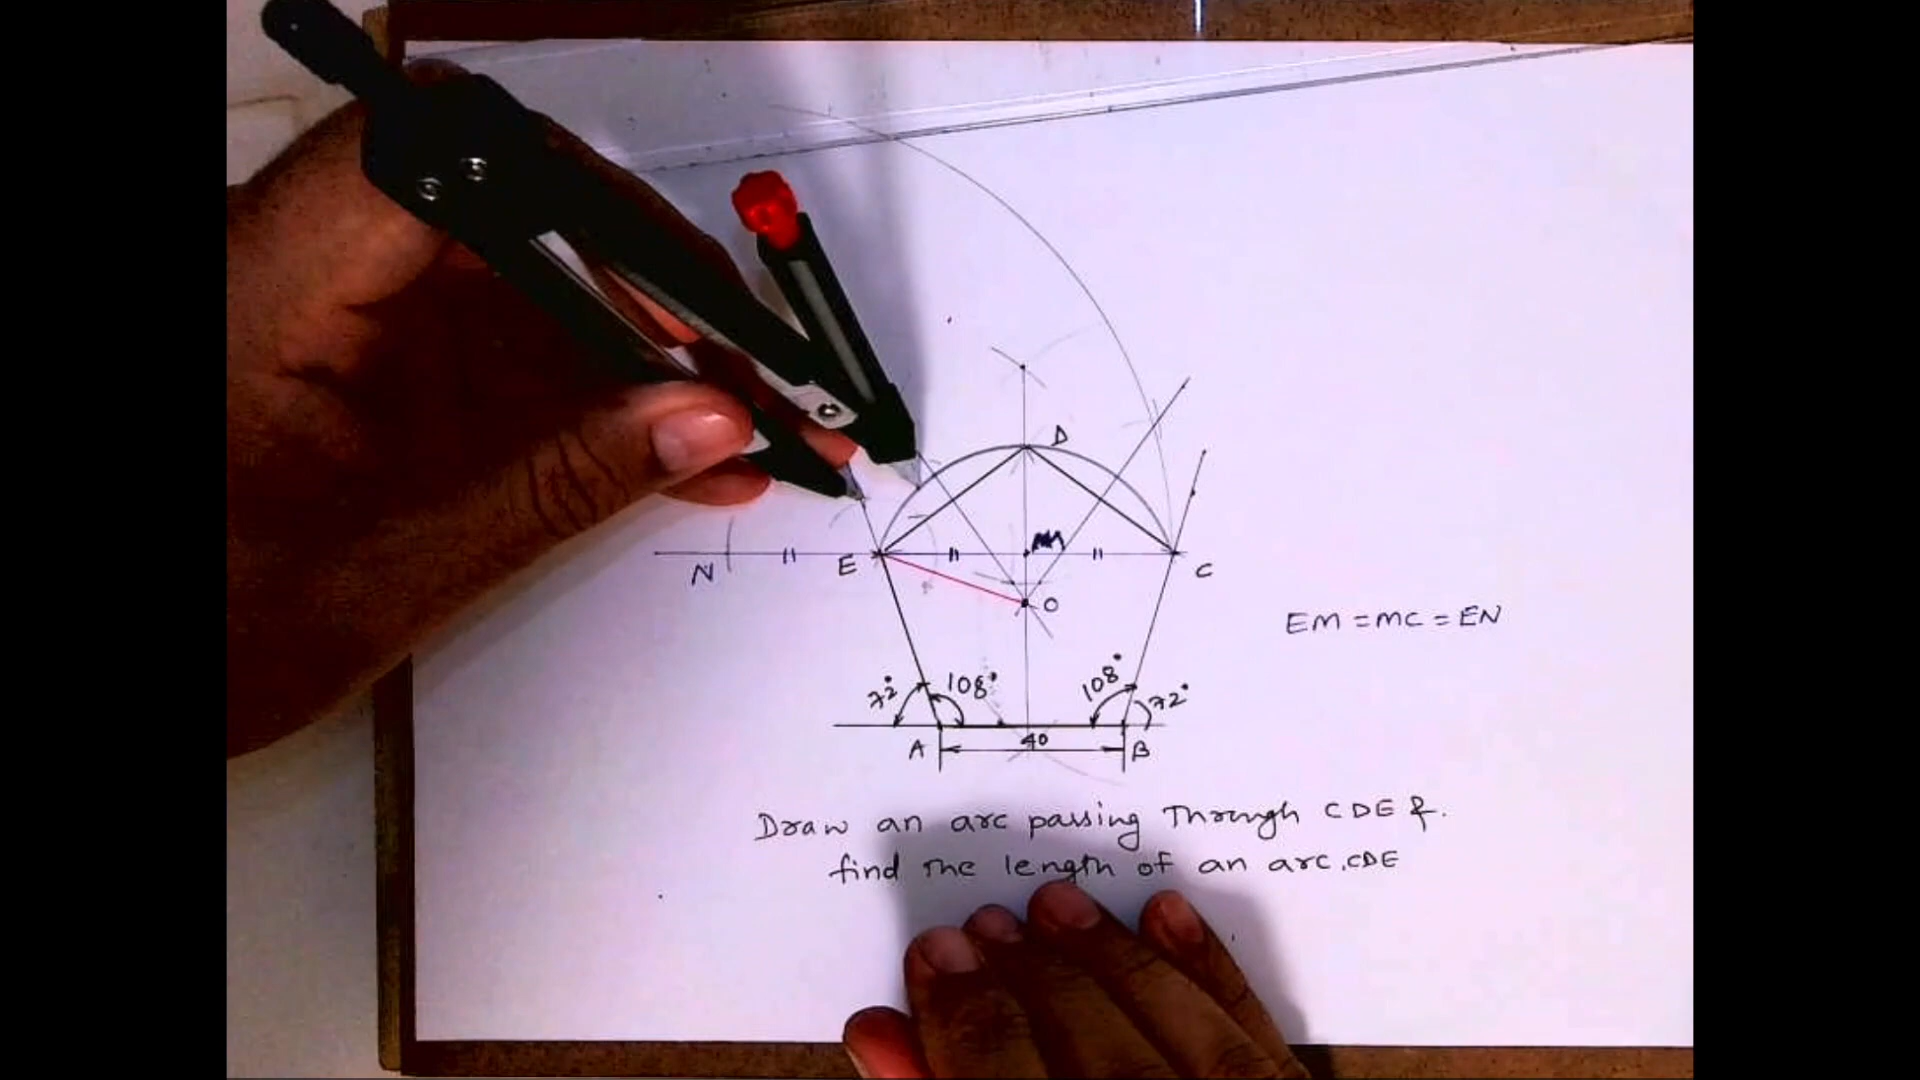 D
M
N
E
C
O
EM = MC = EN
72°
108°
108°
72°
A
40
B
Draw an arc passing Through CDE &.
find the length of an arc.CDE